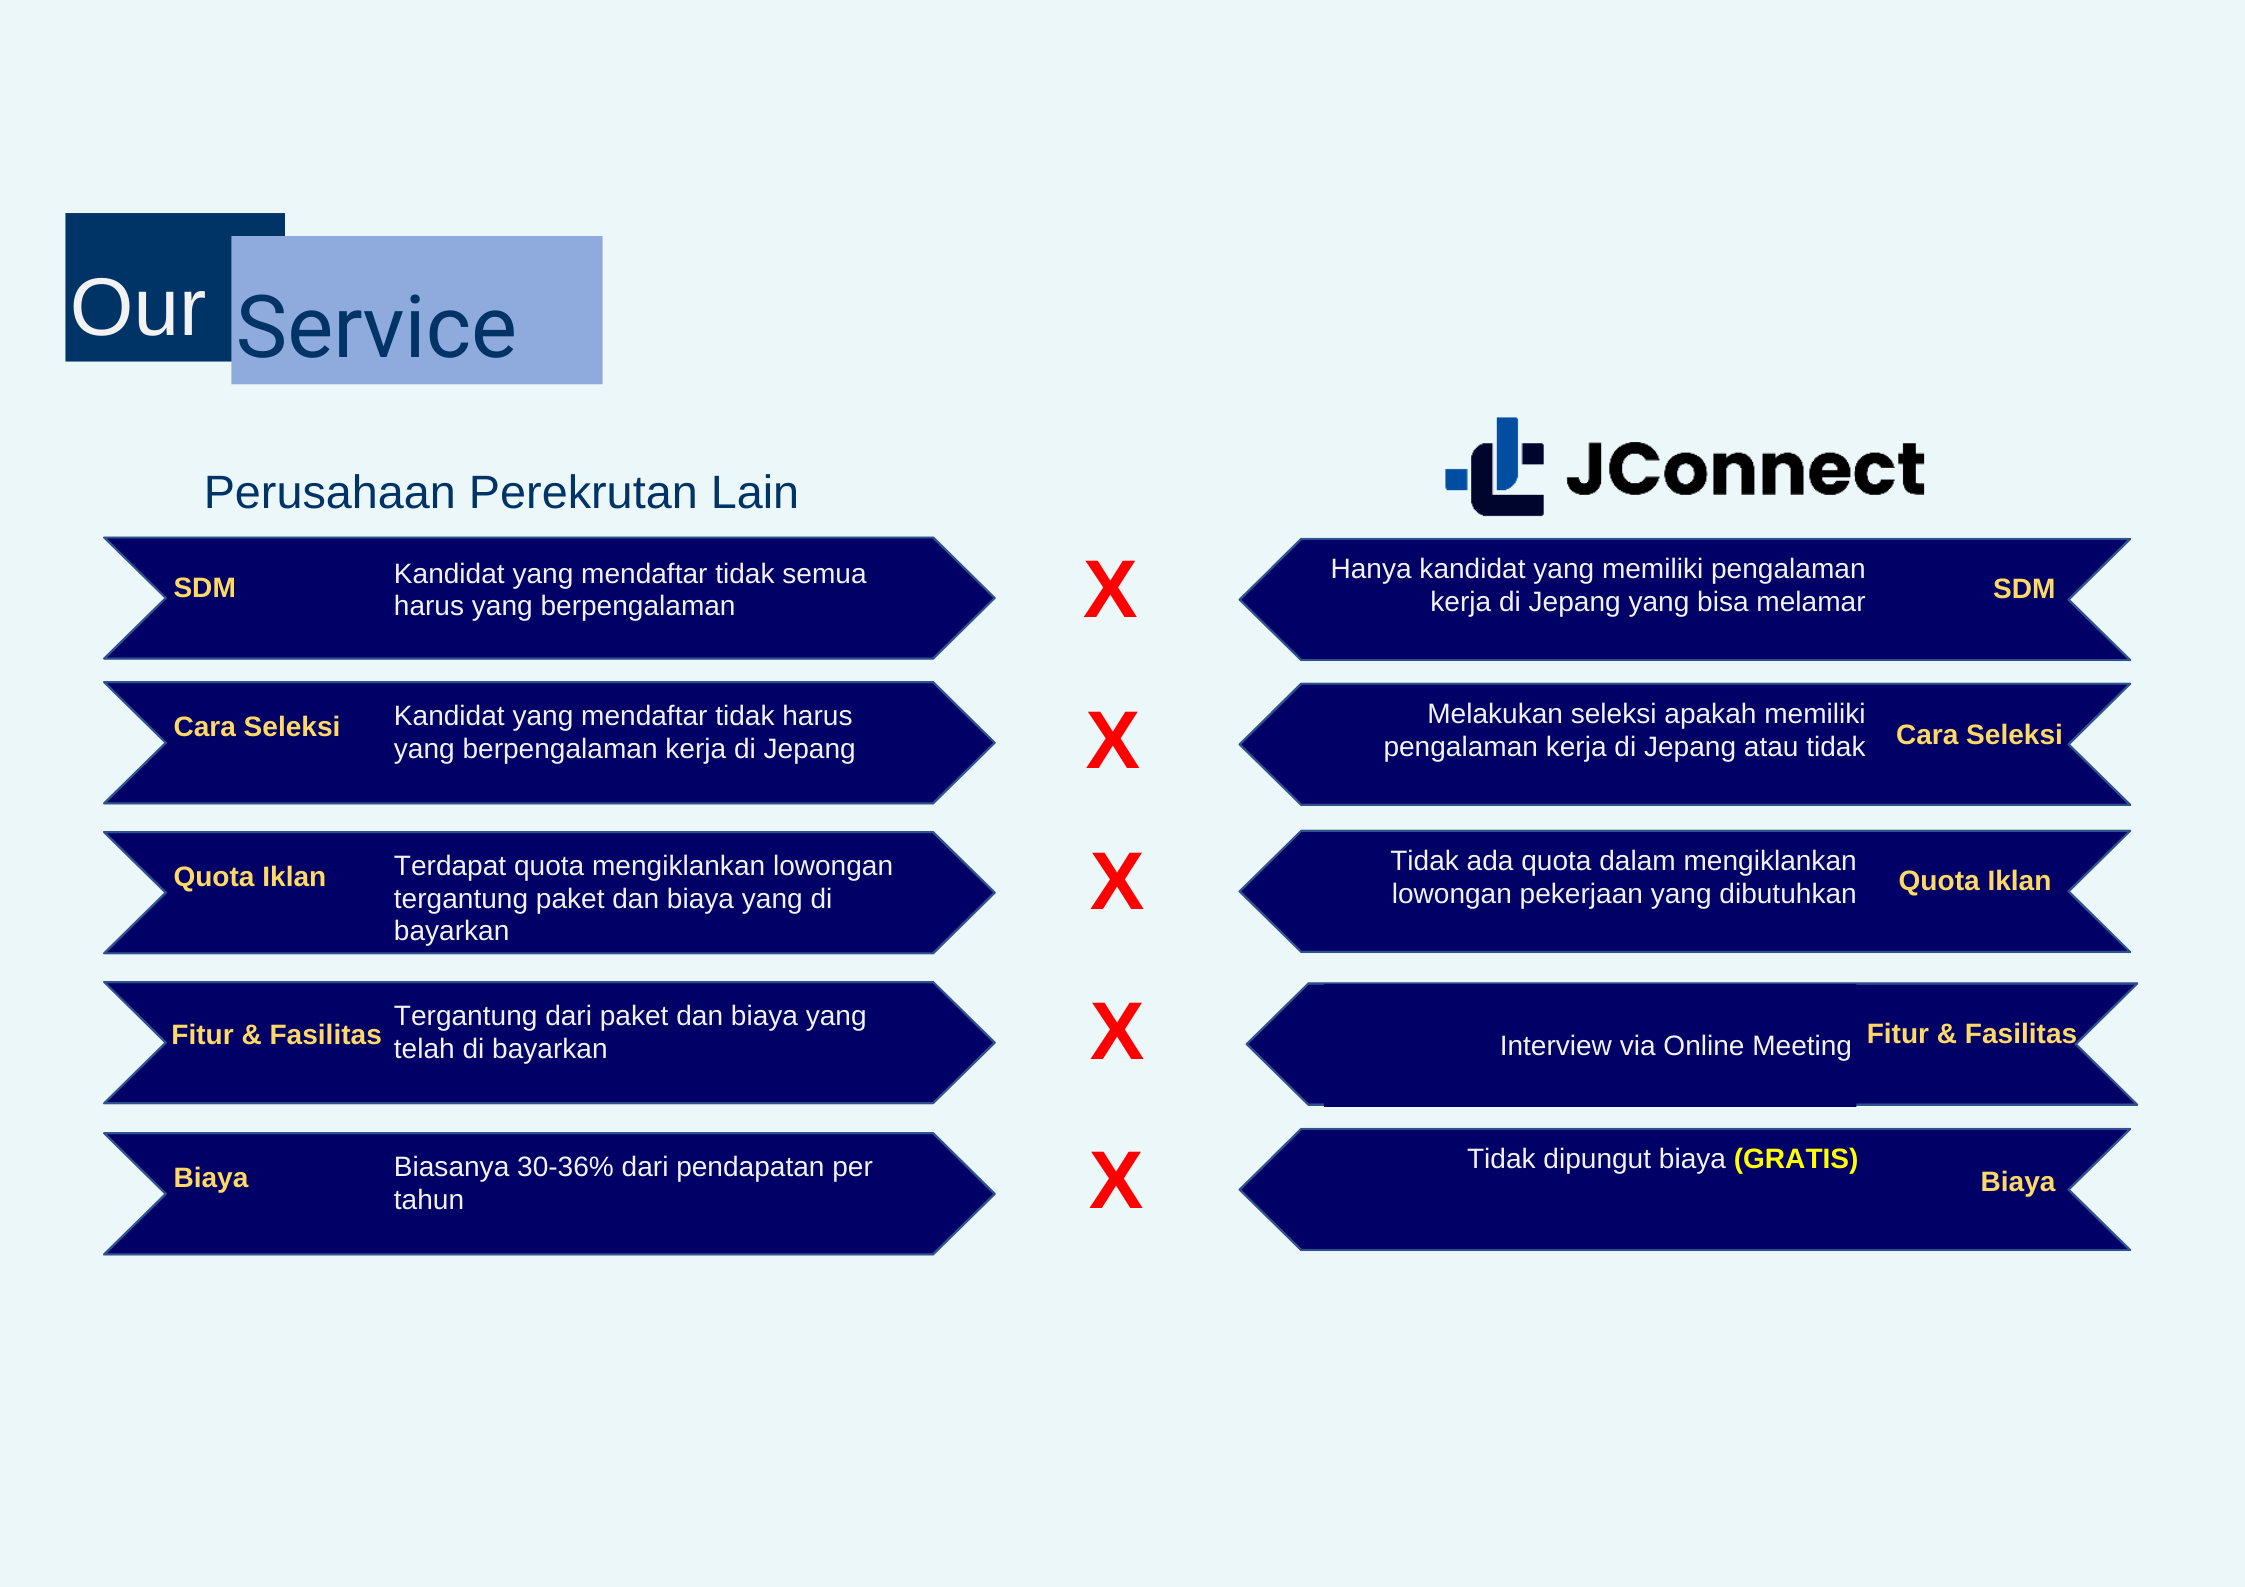 Our
Service
Perusahaan Perekrutan Lain
JConnect
SDM
Kandidat yang mendaftar tidak semua
harus yang berpengalaman
X
Hanya kandidat yang memiliki pengalaman
kerja di Jepang yang bisa melamar
SDM
Cara Seleksi
Kandidat yang mendaftar tidak harus
yang berpengalaman kerja di Jepang
X
Melakukan seleksi apakah memiliki
pengalaman kerja di Jepang atau tidak
Cara Seleksi
Quota Iklan
Terdapat quota mengiklankan lowongan
tergantung paket dan biaya yang di
bayarkan
X
Tidak ada quota dalam mengiklankan
lowongan pekerjaan yang dibutuhkan
Quota Iklan
Fitur & Fasilitas
Tergantung dari paket dan biaya yang
telah di bayarkan
X
Interview via Online Meeting
Fitur & Fasilitas
Biaya
Biasanya 30-36% dari pendapatan per
tahun
X
Tidak dipungut biaya (GRATIS)
Biaya